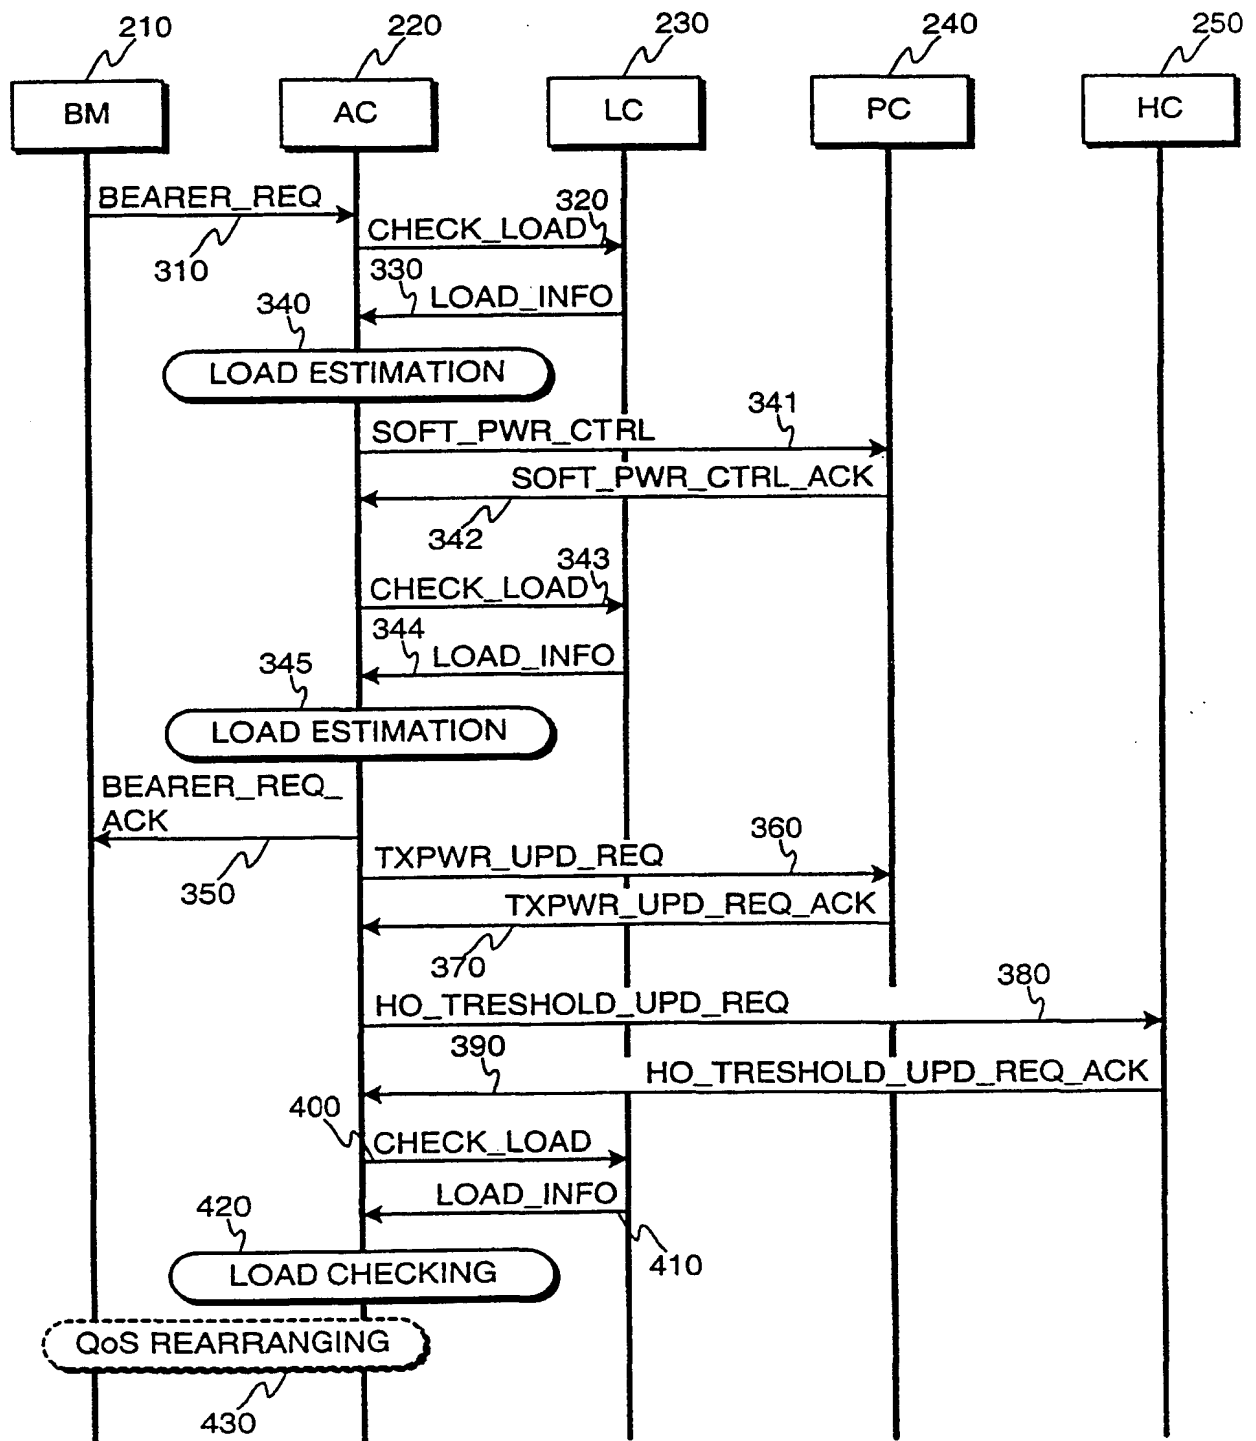 210
220
230
240
250
BM
AC
LC
PC
HC
BEARER_REQ
310
320
CHECK_LOAD
330
LOAD_INFO
340
LOAD ESTIMATION
341
SOFT_PWR_CTRL
SOFT_PWR_CTRL_ACK
342
343
CHECK_LOAD
344
LOAD_INFO
345
LOAD ESTIMATION
BEARER_REQ_
ACK
350
360
TXPWR_UPD_REQ
TXPWR_UPD_REQ_ACK
370
380
HO_TRESHOLD_UPD_REQ
390
HO_TRESHOLD_UPD_REQ_ACK
400
CHECK_LOAD
LOAD_INFO
410
420
LOAD CHECKING
QoS REARRANGING
430